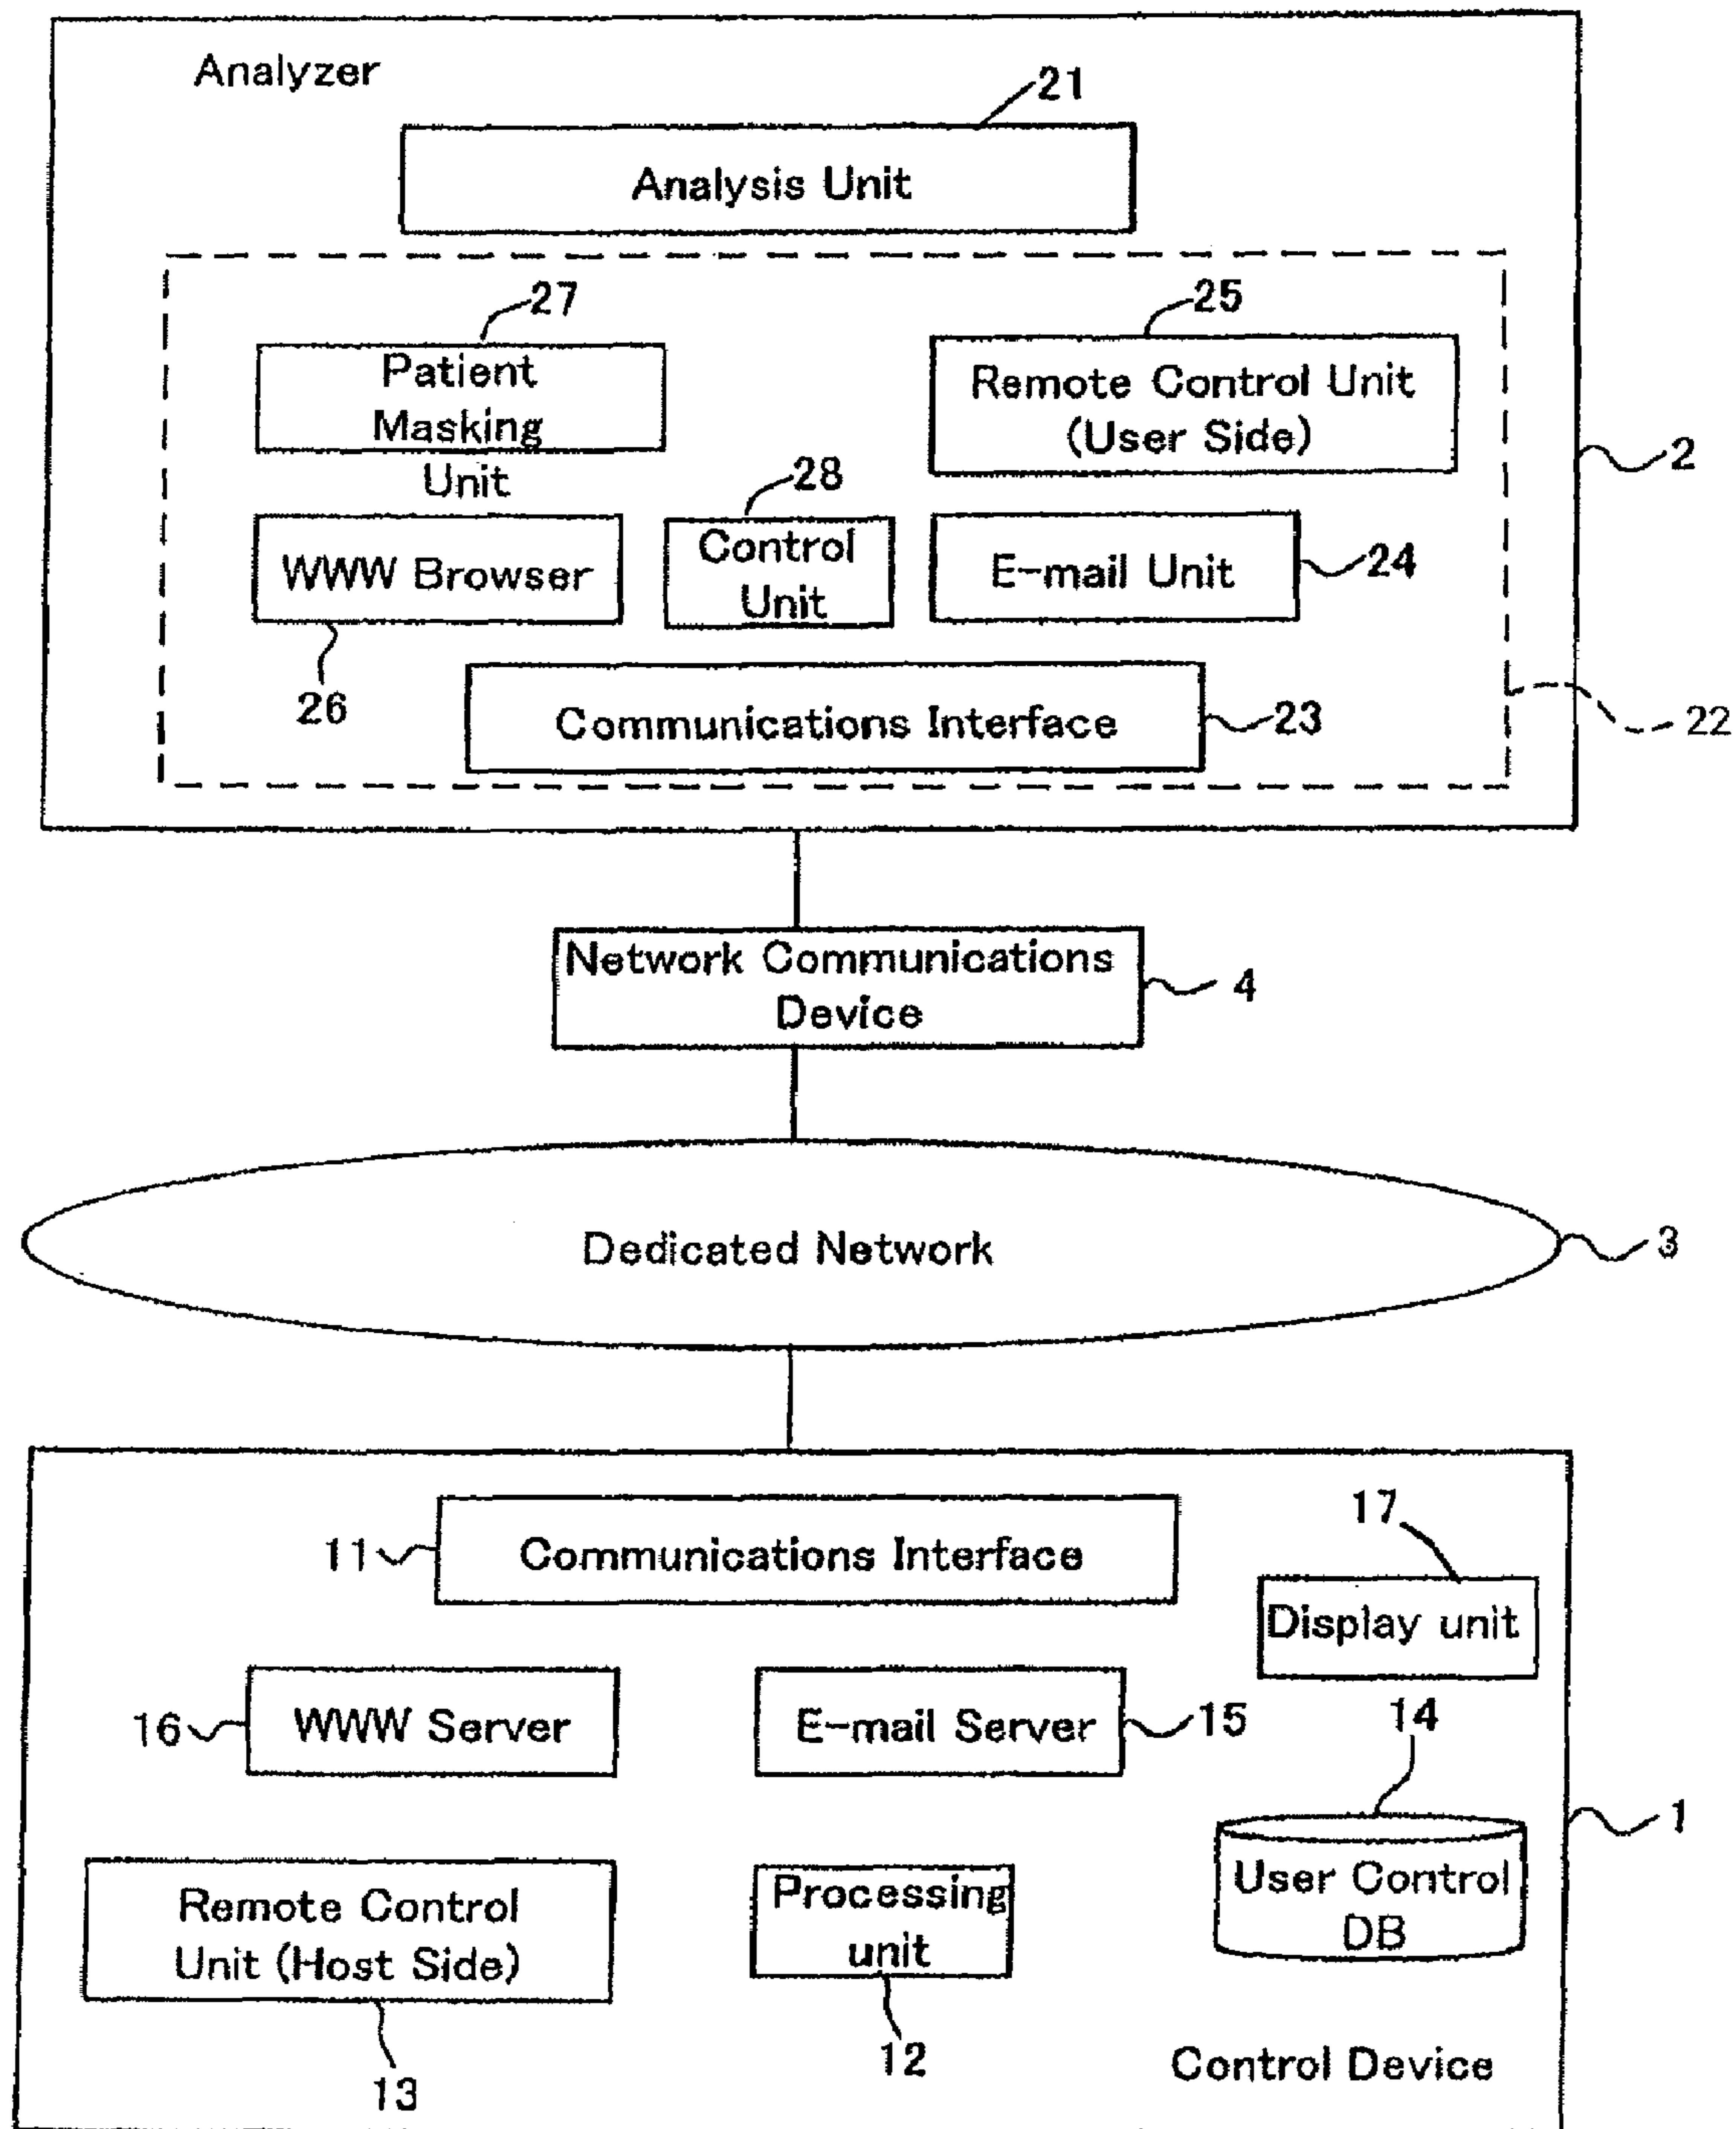 Analyzer
21
Analysis Unit
27
25
Patient
Masking
Unit
Remote Control Unit
(User Side)
2
28
WWW Browser
Control
Unit
E-mail Unit
24
26
Communications Interface
23
22
Network Communications
Device
4
Dedicated Network
3
17
11
Communications Interface
Display unit
16
WWW Server
E-mail Server
15
14
1
Remote Control
Unit (Host Side)
Processing
unit
User Control
DB
13
12
Control Device